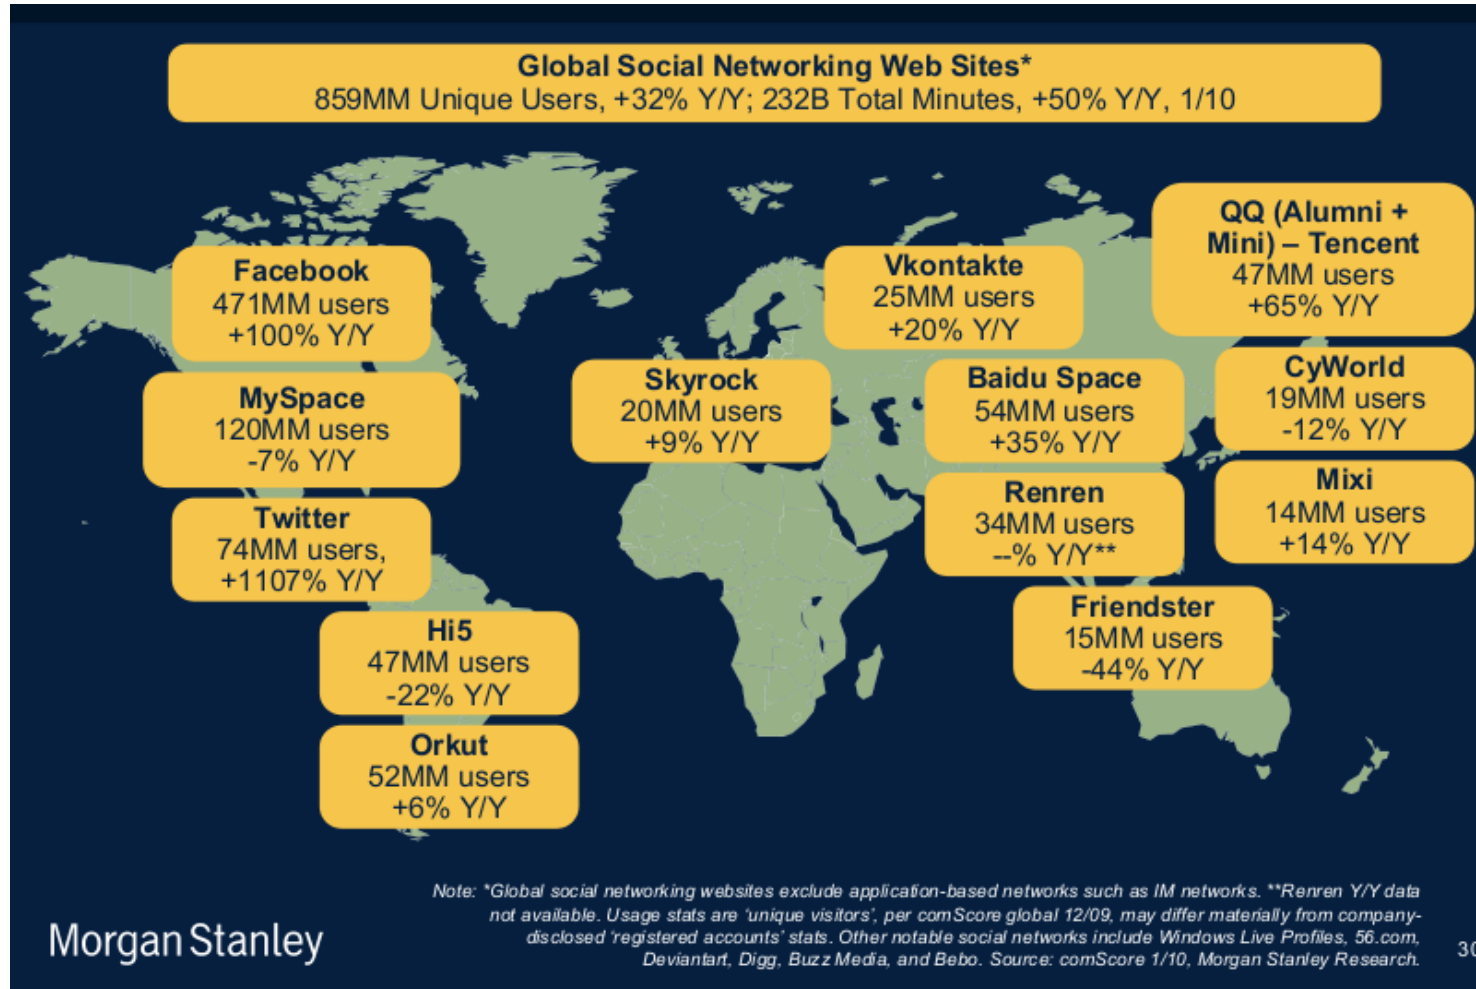 Global Social Networking Web Sites*
859MM Unique Users, +32% Y/Y; 232B Total Minutes, +50% Y/Y, 1/10
Facebook
471MM users
+100% Y/Y
MySpace
120MM users
-7% Y/Y
Twitter
74MM users,
+1107% Y/Y
Hi5
47MM users
-22% Y/Y
Orkut
52MM users
+6% Y/Y
Skyrock
20MM users
+9% Y/Y
Vkontakte
25MM users
+20% Y/Y
Baidu Space
54MM users
+35% Y/Y
Renren
34MM users
--% Y/Y**
Friendster
15MM users
-44% Y/Y
QQ (Alumni +
Mini) – Tencent
47MM users
+65% Y/Y
CyWorld
19MM users
-12% Y/Y
Mixi
14MM users
+14% Y/Y
Note: *Global social networking websites exclude application-based networks such as IM networks. **Renren Y/Y data
not available. Usage stats are ‘unique visitors’, per comScore global 12/09, may differ materially from company-
disclosed ‘registered accounts’ stats. Other notable social networks include Windows Live Profiles, 56.com,
Deviantart, Digg, Buzz Media, and Bebo. Source: comScore 1/10, Morgan Stanley Research.
Morgan Stanley
30